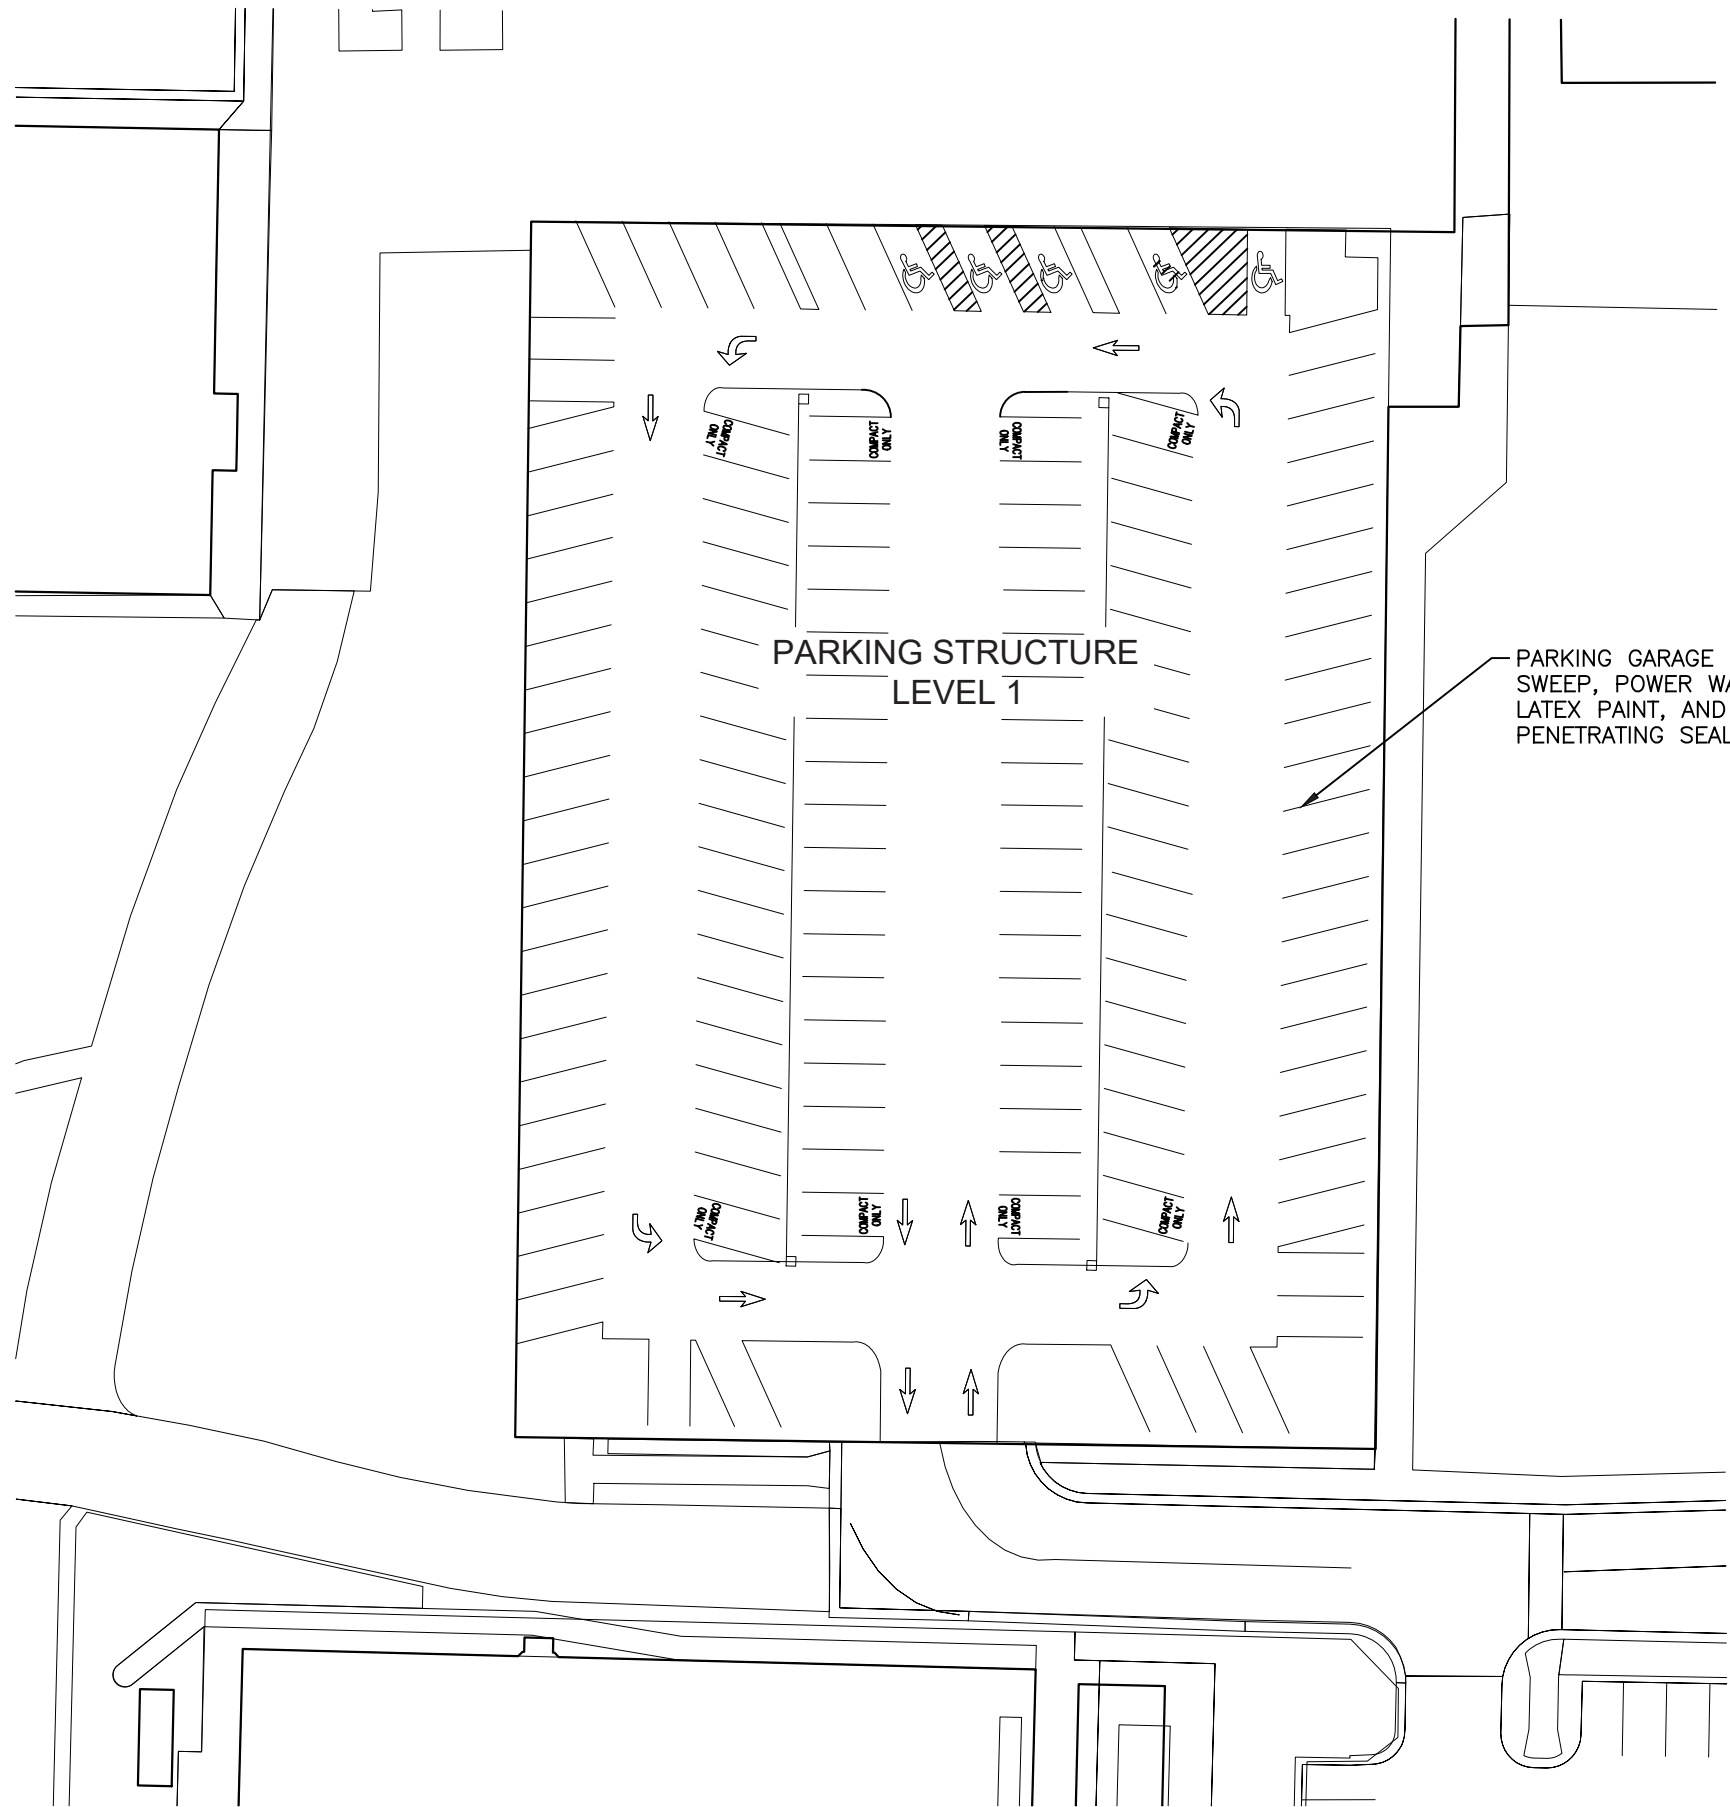 COMPACT
ONLY
COMPACT
ONLY
COMPACT
ONLY
COMPACT
ONLY
PARKING STRUCTURE
LEVEL 1
PARKING GARAGE
SWEEP, POWER WA
LATEX PAINT, AND
PENETRATING SEAL
COMPACT
ONLY
COMPACT
ONLY
COMPACT
ONLY
COMPACT
ONLY